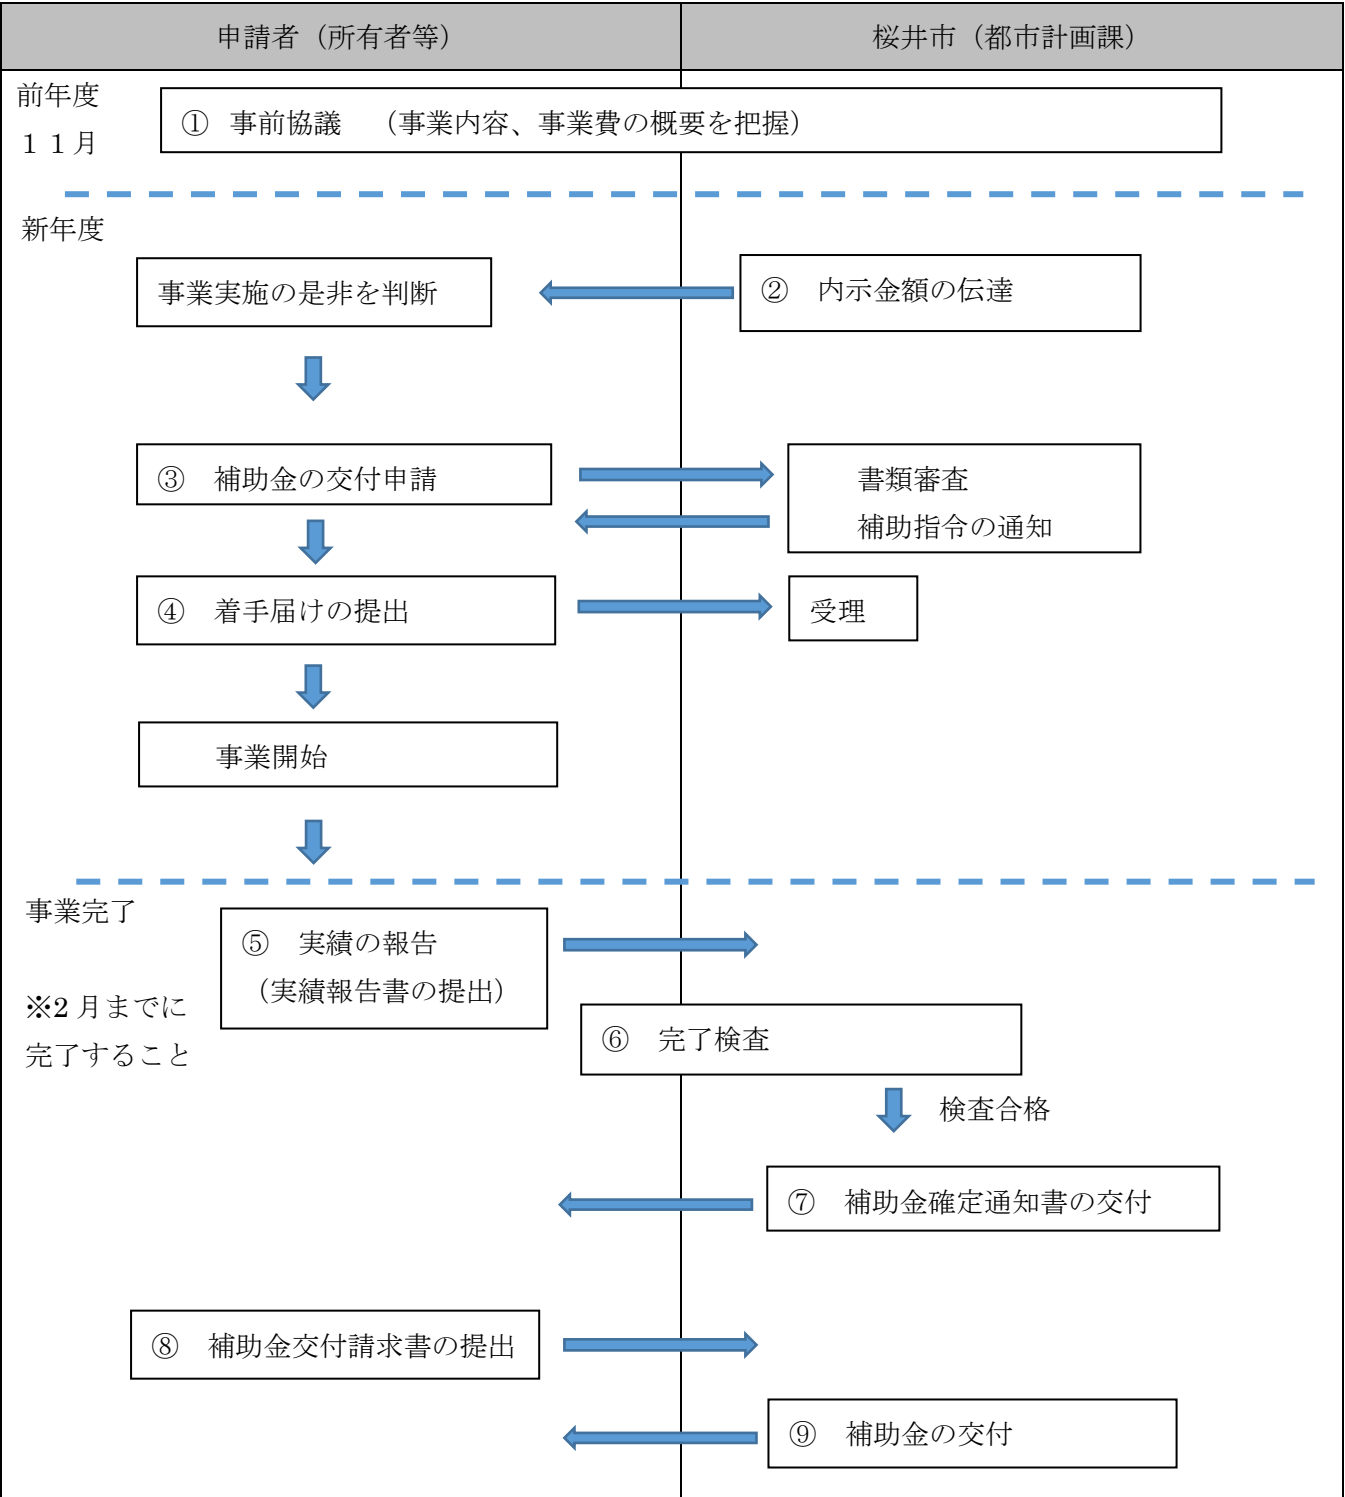 申請者（所有者等）
桜井市（都市計画課）
前年度
１１月
① 事前協議　（事業内容、事業費の概要を把握）
新年度
事業実施の是非を判断
②　内示金額の伝達
③　補助金の交付申請
書類審査
補助指令の通知
④　着手届けの提出
受理
事業開始
事業完了
※2 月までに
完了すること
⑤　実績の報告
（実績報告書の提出）
⑥　完了検査
検査合格
⑦　補助金確定通知書の交付
⑧　補助金交付請求書の提出
⑨　補助金の交付